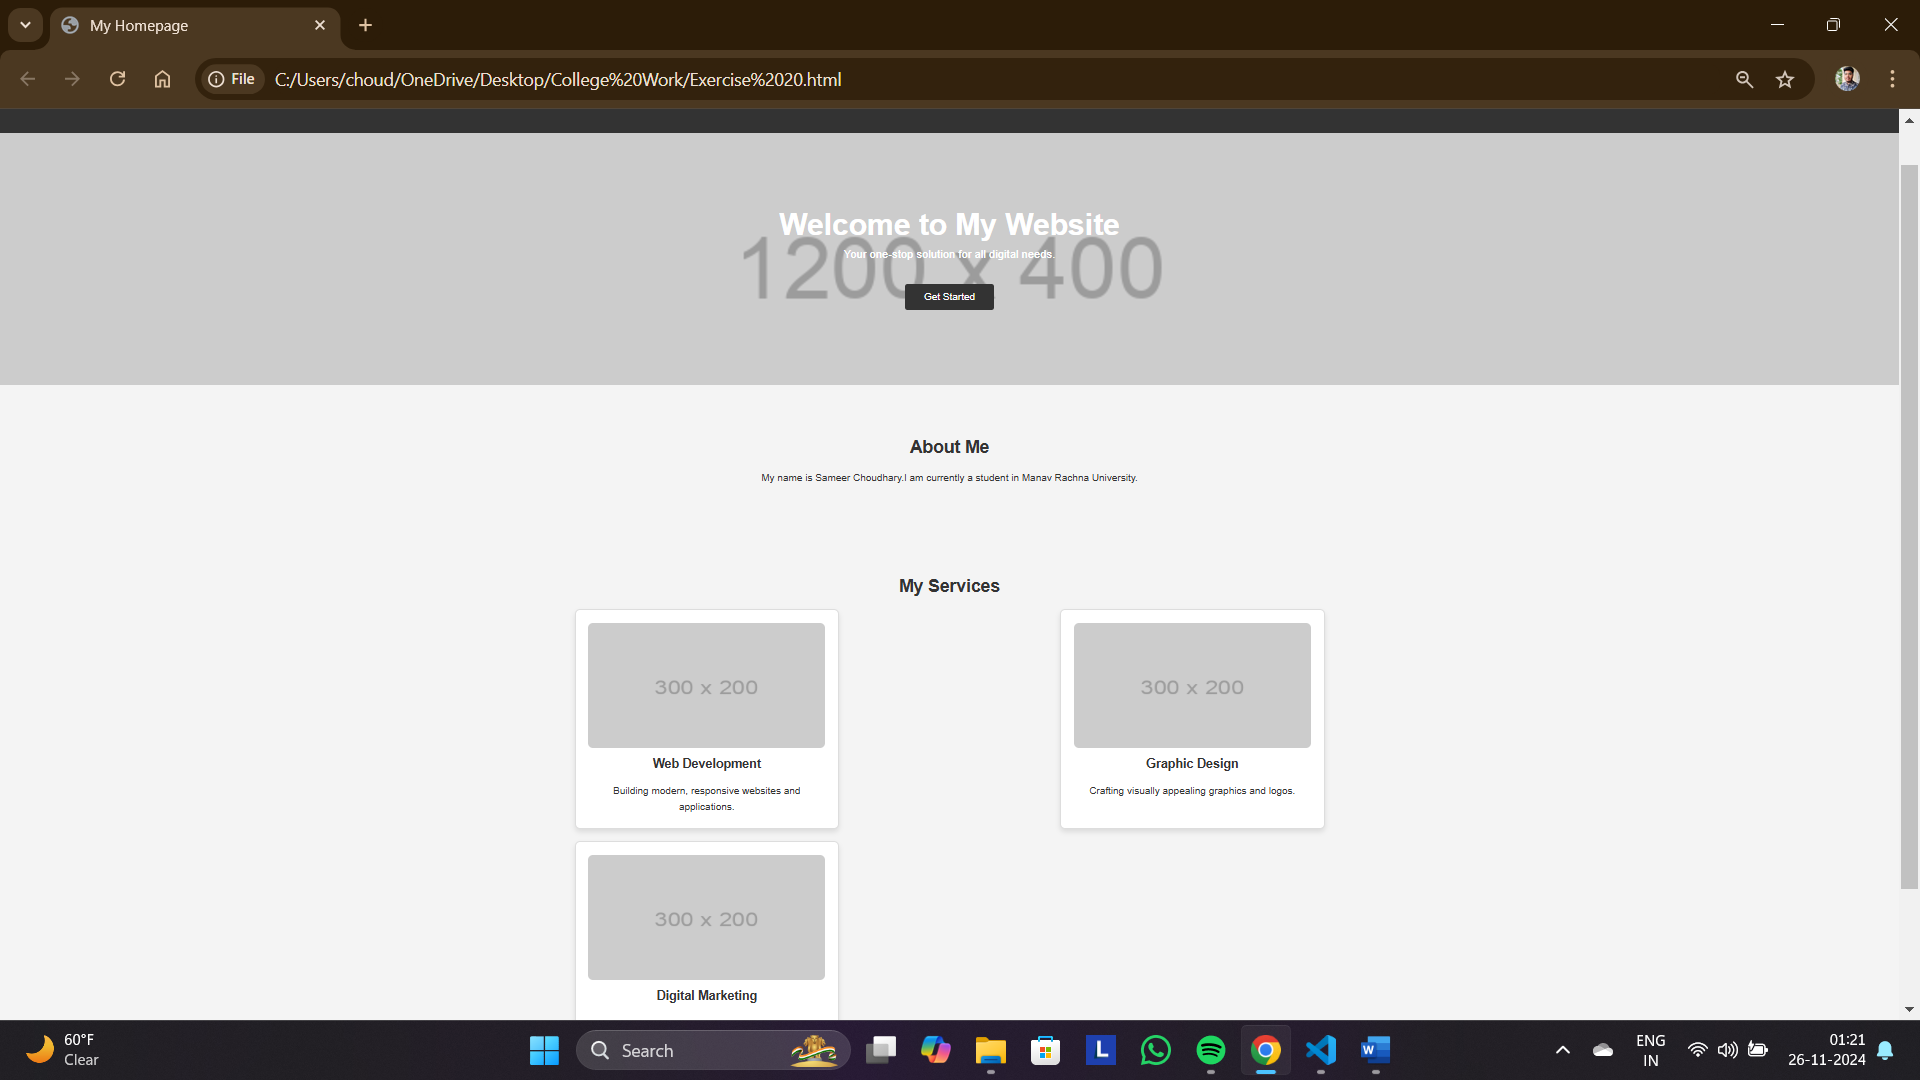 My Homepage
File
C:/Users/choud/OneDrive/Desktop/College%20Work/Exercise%2020.html
1200 x 400
Welcome to My Website
Your one-stop solution for all digital needs.
Get Started
About Me
My name is Sameer Choudhary.I am currently a student in Manav Rachna University.
My Services
300 x 200
300 x 200
Web Development
Graphic Design
Building modern, responsive websites and
applications.
Crafting visually appealing graphics and logos.
300 x 200
Digital Marketing
60°F
Clear
Search
L
W
ENG
IN
01:21
26-11-2024